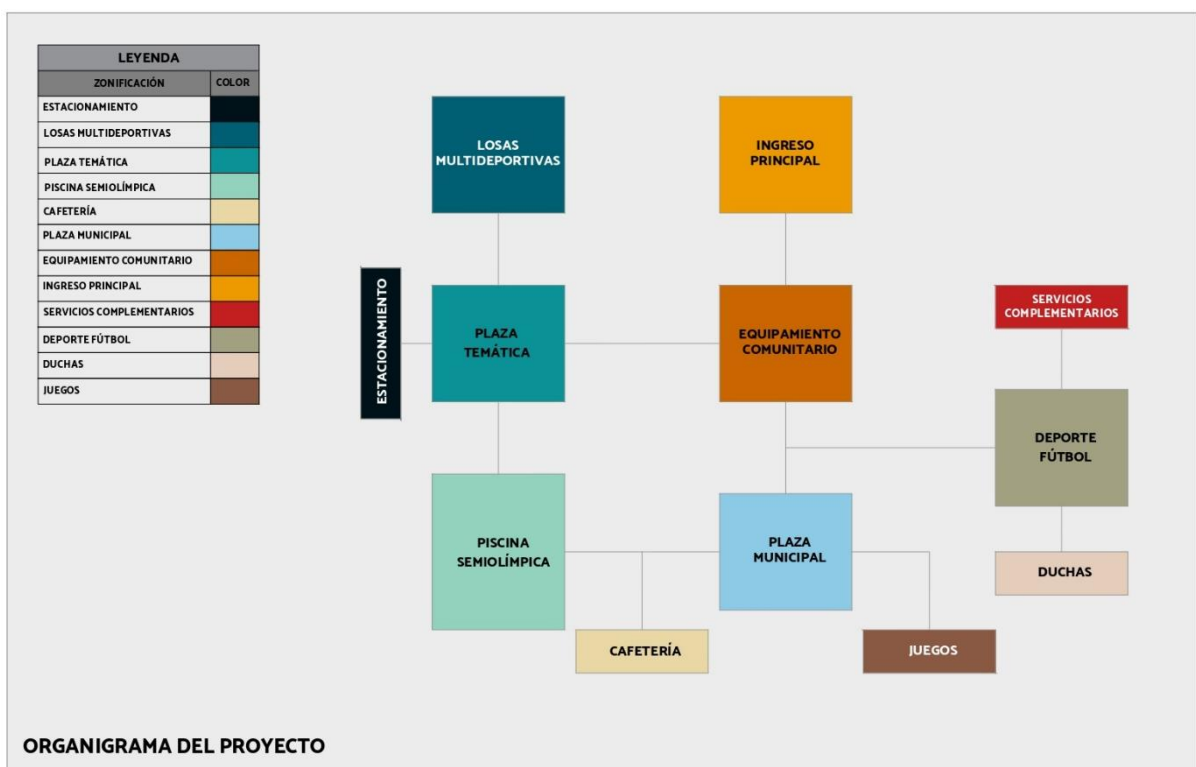 LEYENDA
ZONIFICACIÓN COLOR
ESTACIONAMIENTO
LOSAS MULTIDEPORTIVAS
PLAZA TEMÁTICA
PISCINA SEMIOLÍMPICA
CAFETERÍA
PLAZA MUNICIPAL
EQUIPAMIENTO COMUNITARIO
INGRESO PRINCIPAL
SERVICIOS COMPLEMENTARIOS
DEPORTE FÚTBOL
DUCHAS
JUEGOS
LOSAS
MULTIDEPORTIVAS
INGRESO
PRINCIPAL
ESTACIONAMIENTO
PLAZA
TEMÁTICA
EQUIPAMIENTO
COMUNITARIO
SERVICIOS
COMPLEMENTARIOS
DEPORTE
FÚTBOL
PISCINA
SEMIOLÍMPICA
PLAZA
MUNICIPAL
DUCHAS
CAFETERÍA
JUEGOS
ORGANIGRAMA DEL PROYECTO